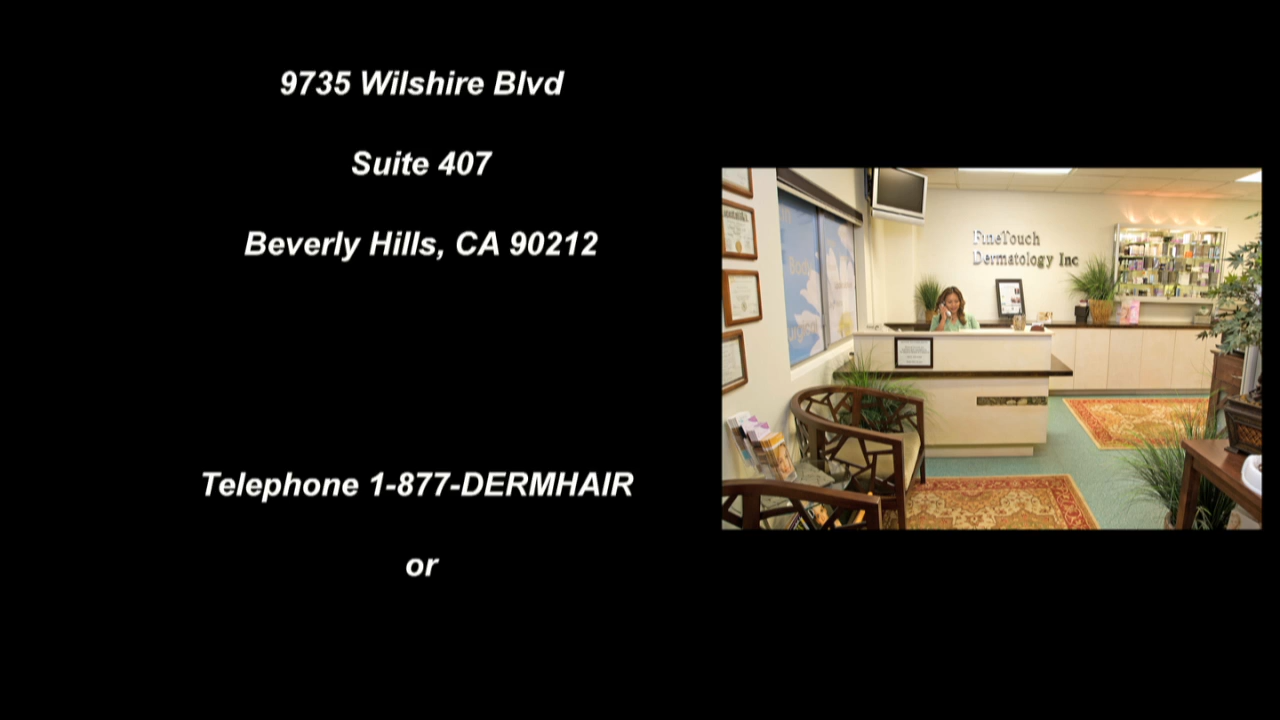 9735 Wilshire Blvd
Suite 407
Beverly Hills, CA 90212
Telephone 1-877-DERMHAIR
or
FineTouch
Dermatology Inc